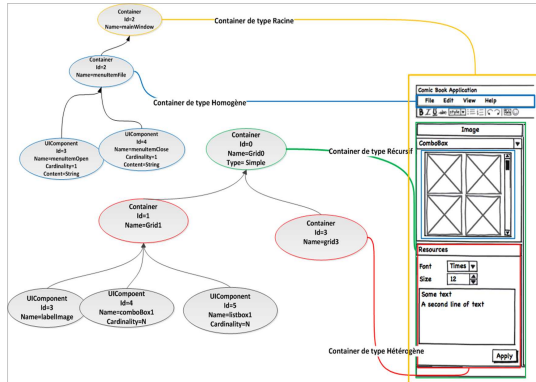 Container
Id=2
Name=mainWindow
Container de type Racine
Container
Id=2
Name=menuItemFile
Container de type Homogène
UIComponent
Id=3
Name=menuItemOpen
Cardinality=1
Content=String
UIComponent
Id=4
Name=menuItemClose
Cardinality=1
Content=String
Container
Id=0
Name=Grid0
Type= Simple
Container de type Récursif
Container
Id=1
Name=Grid1
Container
Id=3
Name=grid3
UIComponent
Id=3
Name=labelImage
UIComponent
Id=4
Name=comboBox1
Cardinality=N
UIComponent
Id=5
Name=listbox1
Cardinality=N
Container de type Hétérogène
Comic Book Application
File Edit View Help
B I U abc style
Image
ComboBox
Resources
Font Times
Size 12
Some text
A second line of text
Apply